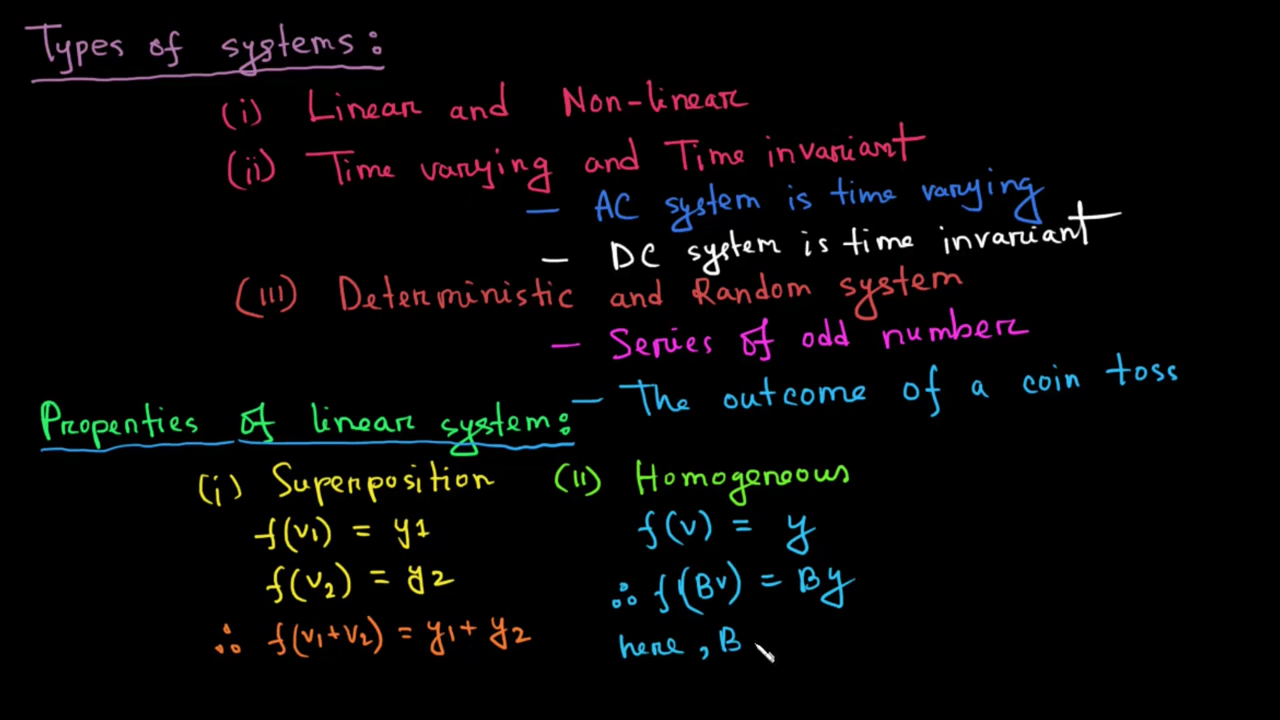 Types of systems:
(i) Linear and Non-linear
(ii) Time varying and Time invariant
— AC system is time varying
— DC system is time invariant
(III) Deterministic and Random system
— Series of odd number
— The outcome of a coin toss
Properties of linear system:
(i) Superposition
f(v1) = y1
f(v2) = y2
∴ f(v1+v2) = y1 + y2
(II) Homogeneous
f(v) = y
∴ f(Bv) = By
here, B